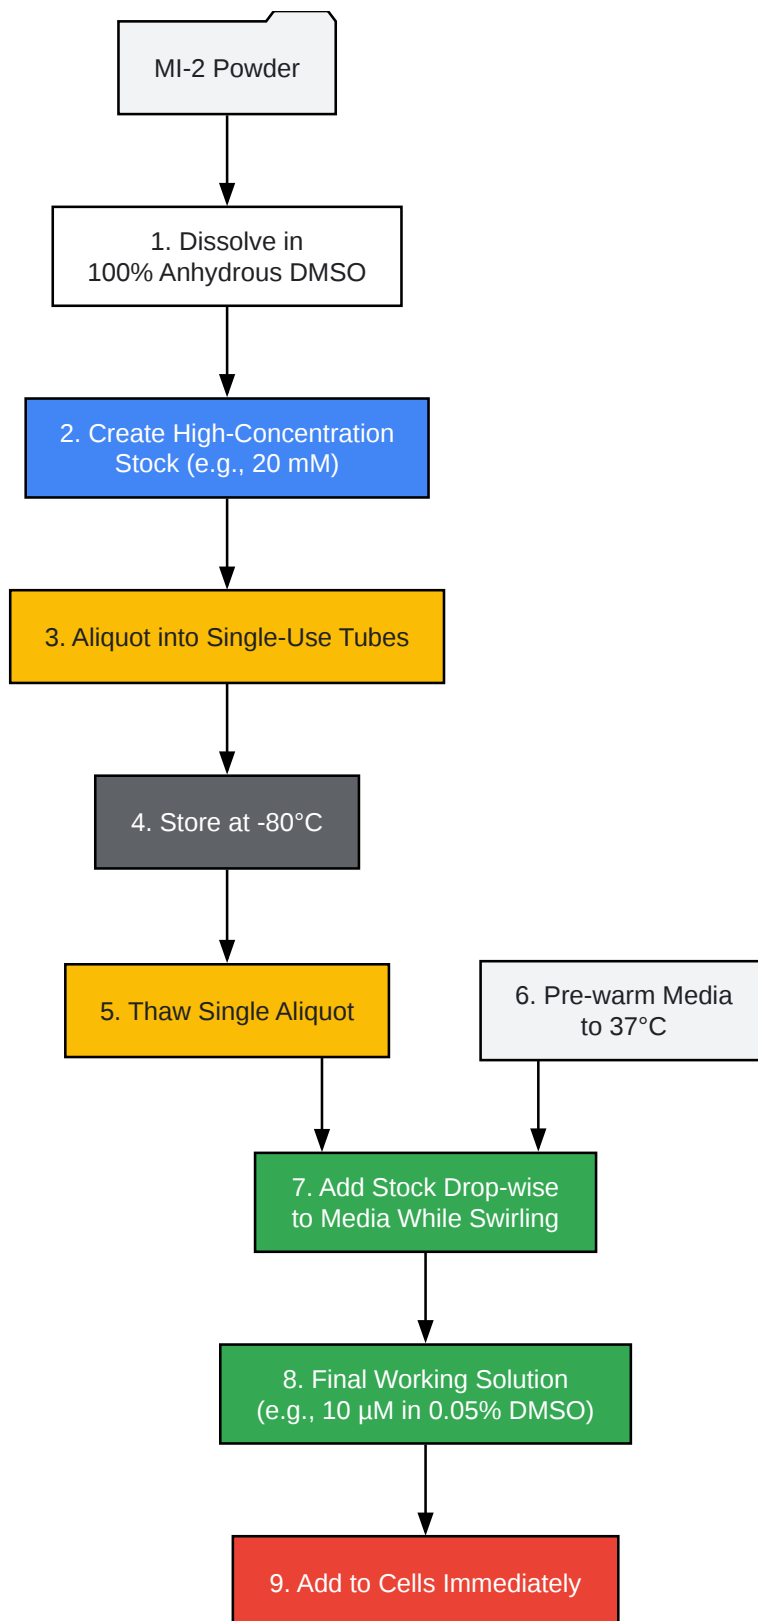 MI-2 Powder
1. Dissolve in
100% Anhydrous DMSO
2. Create High-Concentration
Stock (e.g., 20 mM)
3. Aliquot into Single-Use Tubes
4. Store at -80°C
5. Thaw Single Aliquot
6. Pre-warm Media
to 37°C
7. Add Stock Drop-wise
to Media While Swirling
8. Final Working Solution
(e.g., 10 µM in 0.05% DMSO)
9. Add to Cells Immediately